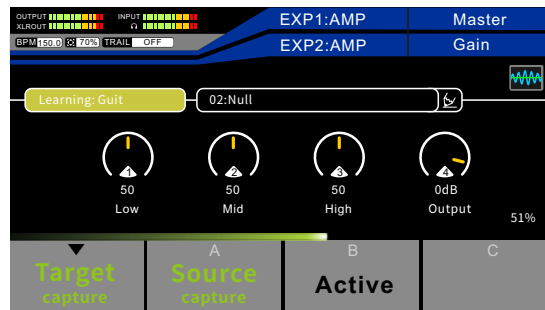 OUTPUT INPUT
XLROUT
BPM 150.0 70% TRAIL OFF
EXP1:AMP Master
EXP2:AMP Gain
Learning: Guit 02:Null
1 2 3 4
50 50 50 0dB
Low Mid High Output
51%
A B C
Target Source Active
capture capture